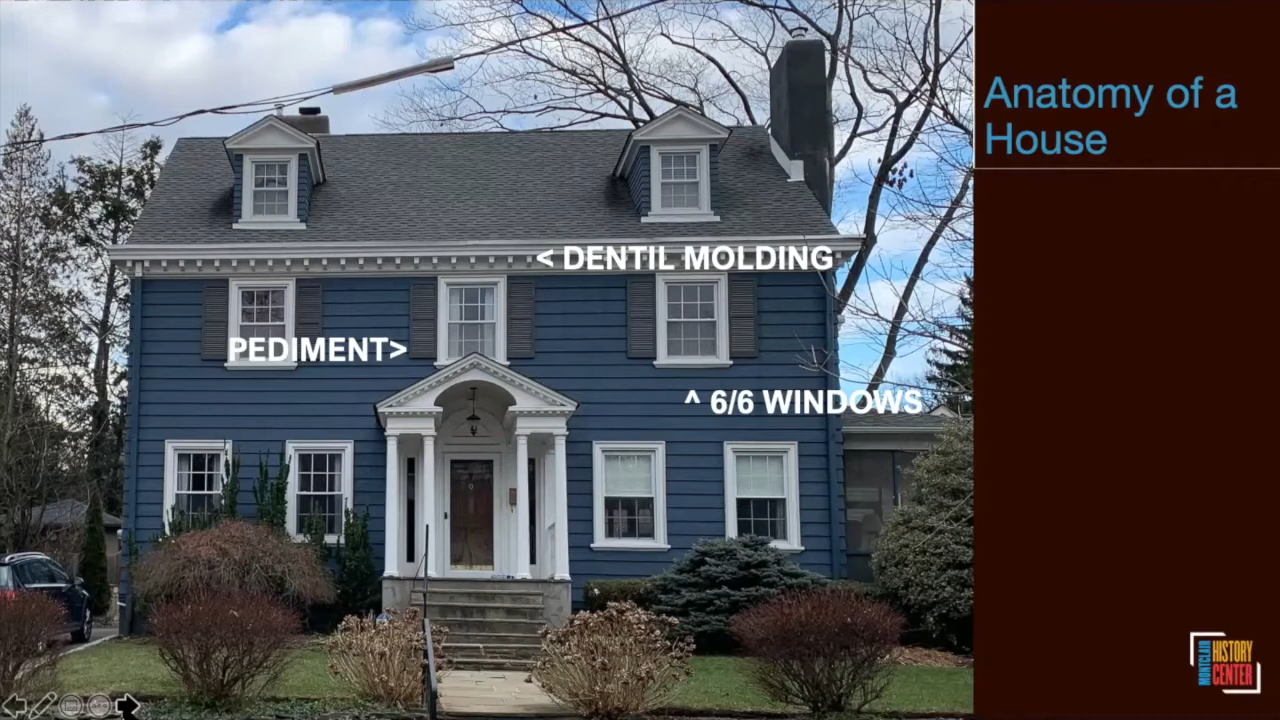 Anatomy of a
House
< DENTIL MOLDING
PEDIMENT>
^ 6/6 WINDOWS
MONTCLAIR
HISTORY
CENTER